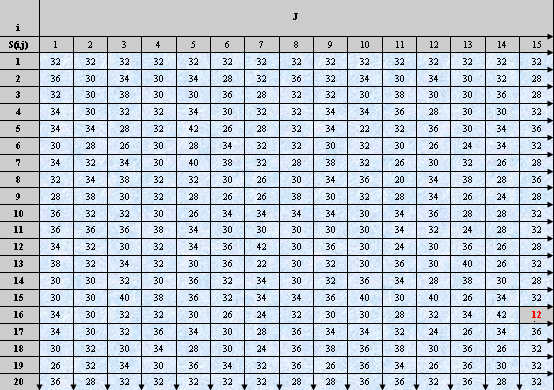 J
i
S(i,j) 1 2 3 4 5 6 7 8 9 10 11 12 13 14 15
1 32 32 32 32 32 32 32 32 32 32 32 32 32 32 32
2 36 30 34 30 34 28 32 36 32 34 30 34 30 32 28
3 32 30 38 30 30 36 28 32 32 30 38 30 30 36 28
4 34 30 32 32 34 30 32 32 34 34 36 28 30 30 32
5 34 34 28 32 42 26 28 32 34 22 32 36 30 34 36
6 30 28 26 30 28 34 32 32 30 32 30 26 24 34 32
7 34 32 34 30 40 38 32 28 38 32 26 30 32 26 28
8 32 34 38 32 32 30 26 30 34 36 20 34 38 28 36
9 28 38 30 32 28 26 26 38 30 32 28 34 26 24 28
10 36 32 32 30 26 34 34 34 34 30 34 36 28 28 32
11 36 36 36 38 34 30 30 30 30 30 34 32 24 28 32
12 34 32 30 32 34 36 42 30 36 30 24 30 36 26 28
13 38 32 34 32 30 36 22 30 32 30 36 30 40 26 32
14 30 30 32 30 36 32 34 30 32 36 34 28 38 30 28
15 30 30 40 38 36 32 34 34 36 40 30 40 26 34 32
16 34 30 32 32 30 26 24 32 30 30 28 32 34 42 12
17 34 30 32 36 34 30 28 36 34 34 32 24 26 34 36
18 30 32 30 34 28 30 24 36 38 36 38 30 36 26 32
19 26 32 34 30 36 34 32 36 26 36 34 26 30 32 32
20 36 28 32 32 32 32 32 28 28 36 36 32 36 28 32